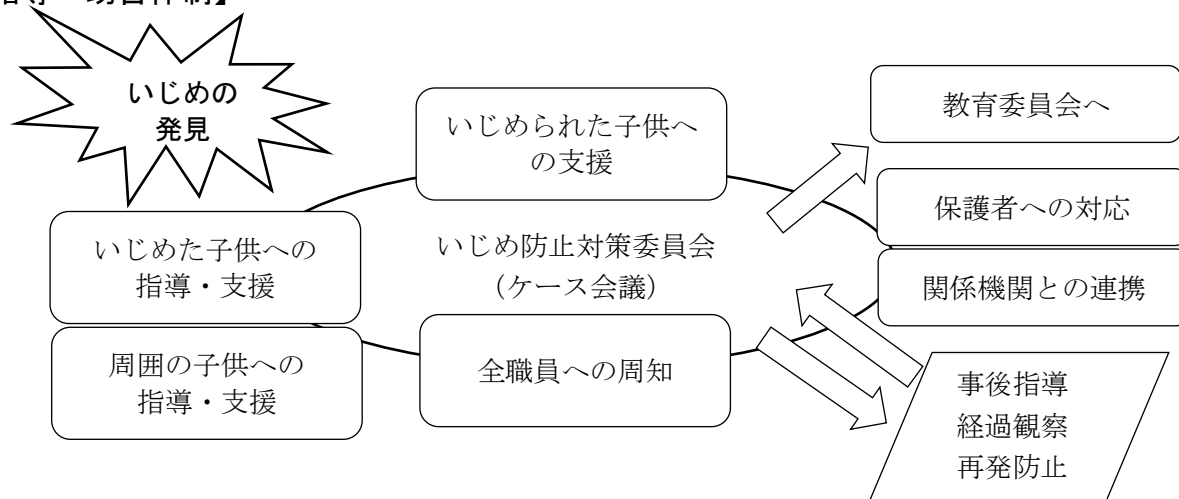 いじめの
発見
いじめられた子供へ
の支援
教育委員会へ
保護者への対応
いじめた子供への
指導・支援
いじめ防止対策委員会
（ケース会議）
関係機関との連携
周囲の子供への
指導・支援
全職員への周知
事後指導
経過観察
再発防止